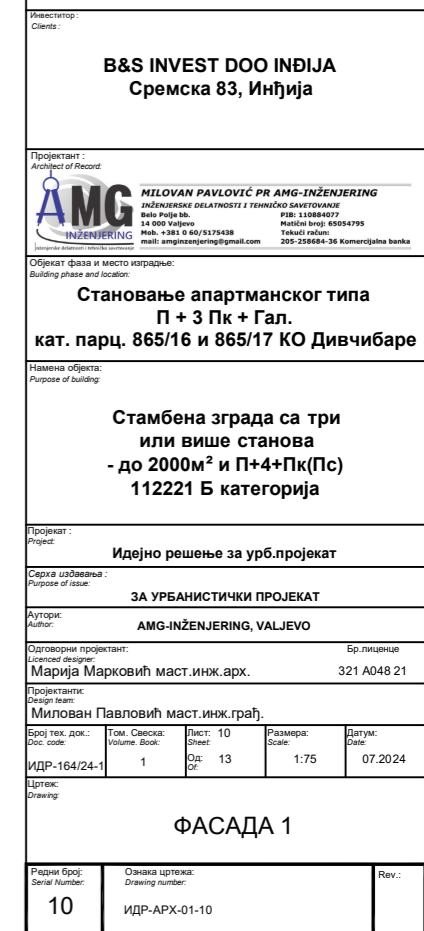 Инвеститор :
Clients :
B&S INVEST DOO INĐIJA
Сремска 83, Инђија
Пројектант :
Architect of Record:
AMG
INŽENJERING
inženjerske delatnosti i tehničko savetovanje
MILOVAN PAVLOVIĆ PR AMG-INŽENJERING
INŽENJERSKE DELATNOSTI I TEHNIČKO SAVETOVANJE
Belo Polje bb. PIB: 110884077
14 000 Valjevo Matični broj: 65054795
Mob. +381 0 60/5175438 Tekući račun:
mail: amginzenjering@gmail.com 205-258684-36 Komercijalna banka
Објекат фаза и место изградње:
Building phase and location:
Становање апартманског типа
П + 3 Пк + Гал.
кат. парц. 865/16 и 865/17 КО Дивчибаре
Намена објекта:
Purpose of building:
Стамбена зграда са три
или више станова
- до 2000м² и П+4+Пк(Пс)
112221 Б категорија
Пројекат :
Project:
Идејно решење за урб.пројекат
Серха издавања :
Purpose of issue:
ЗА УРБАНИСТИЧКИ ПРОЈЕКАТ
Аутори:
Author:
AMG-INŽENJERING, VALJEVO
Одговорни пројектант: Бр.лиценце
Licenced designer:
Марија Марковић маст.инж.арх. 321 А048 21
Пројектанти:
Design team:
Милован Павловић маст.инж.грађ.
Број тех. док.: Том. Свеска: Лист: 10 Размера: Датум:
Doc. code: Volume. Book: Sheet: Scale: Date:
ИДР-164/24-1 1 Од: 13 1:75 07.2024
Of:
Цртеж:
Drawing:
ФАСАДА 1
Редни број: Ознака цртежа: Rev.:
Serial Number: Drawing number:
10 ИДР-АРХ-01-10